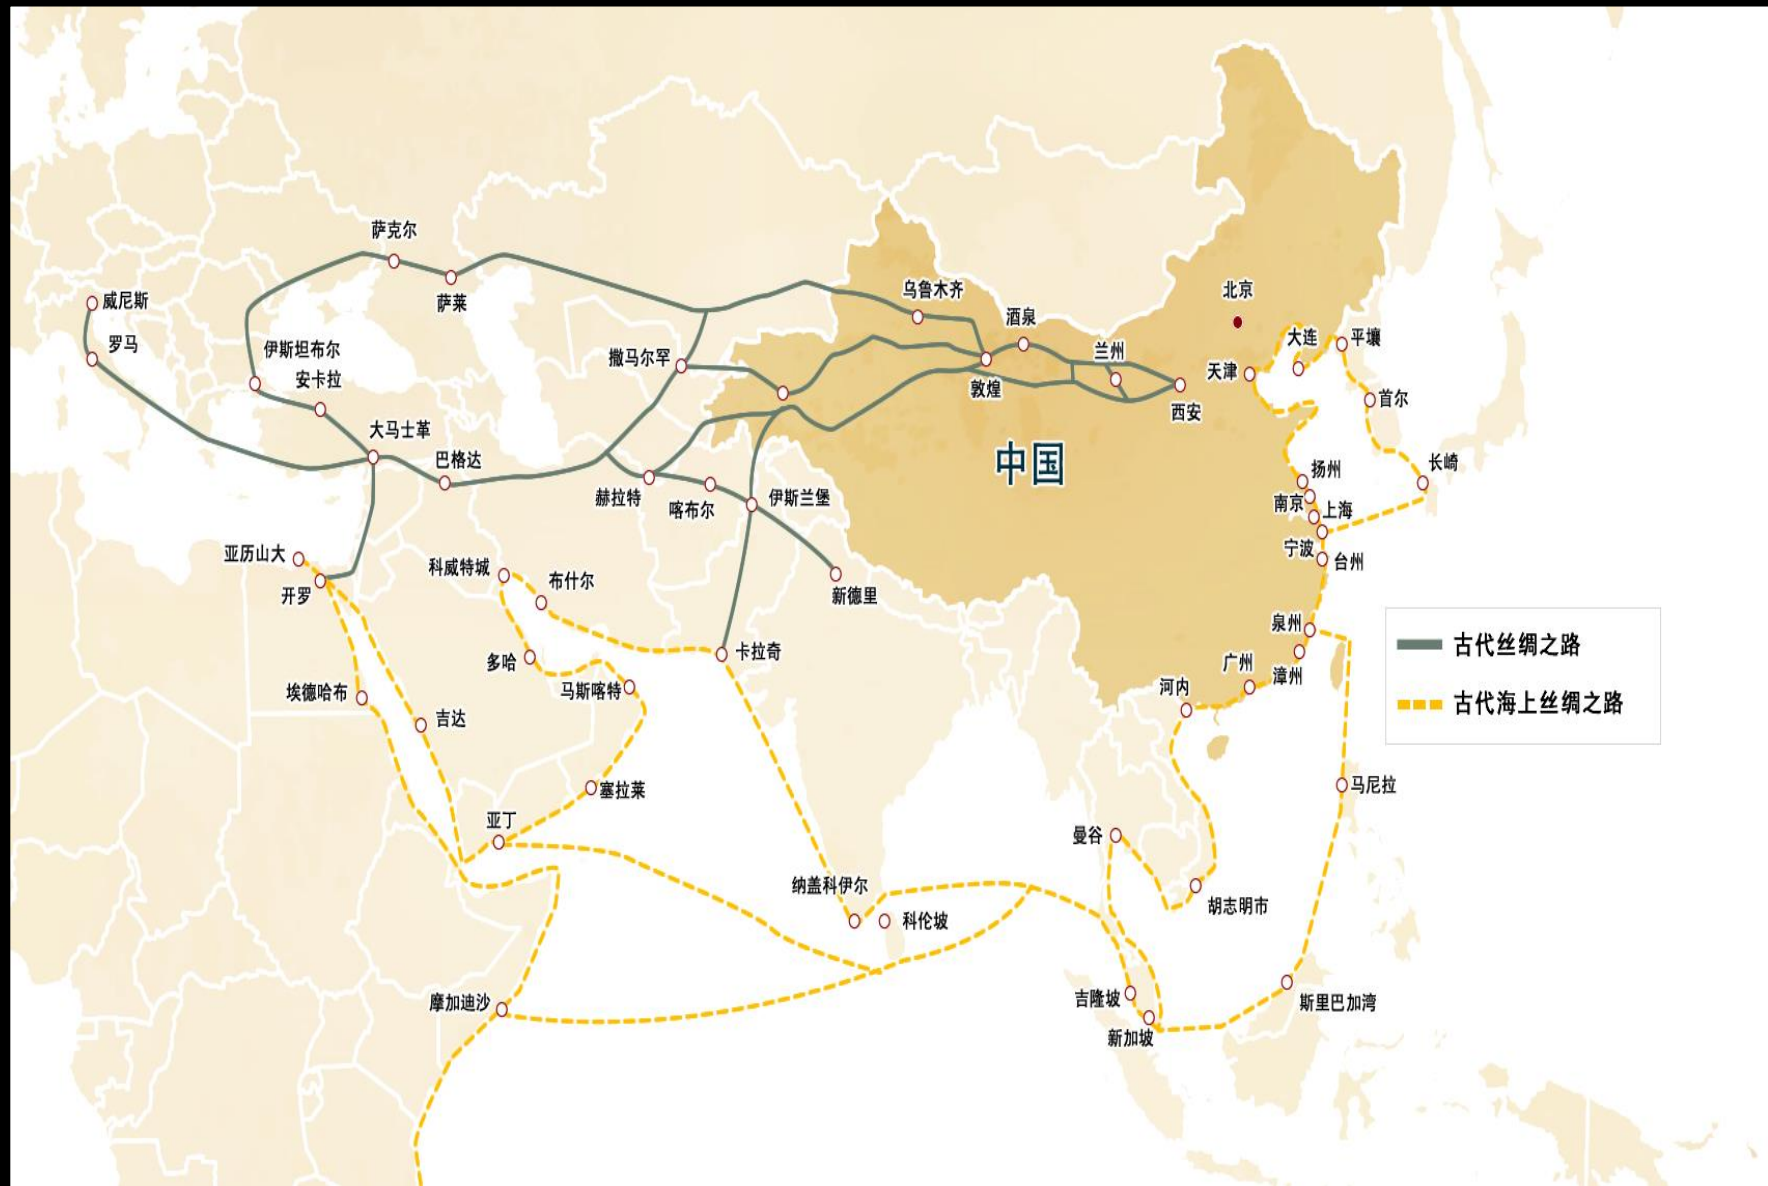 萨克尔
萨莱
威尼斯
罗马
伊斯坦布尔
安卡拉
大马士革
巴格达
撒马尔罕
赫拉特
喀布尔
伊斯兰堡
新德里
乌鲁木齐
酒泉
敦煌
兰州
西安
北京
大连
平壤
天津
首尔
中国
扬州
长崎
南京
上海
宁波
台州
亚历山大
开罗
科威特城
布什尔
多哈
马斯喀特
卡拉奇
埃德哈布
吉达
塞拉莱
亚丁
泉州
广州
漳州
河内
古代丝绸之路
古代海上丝绸之路
马尼拉
曼谷
胡志明市
纳盖科伊尔
科伦坡
摩加迪沙
吉隆坡
新加坡
斯里巴加湾